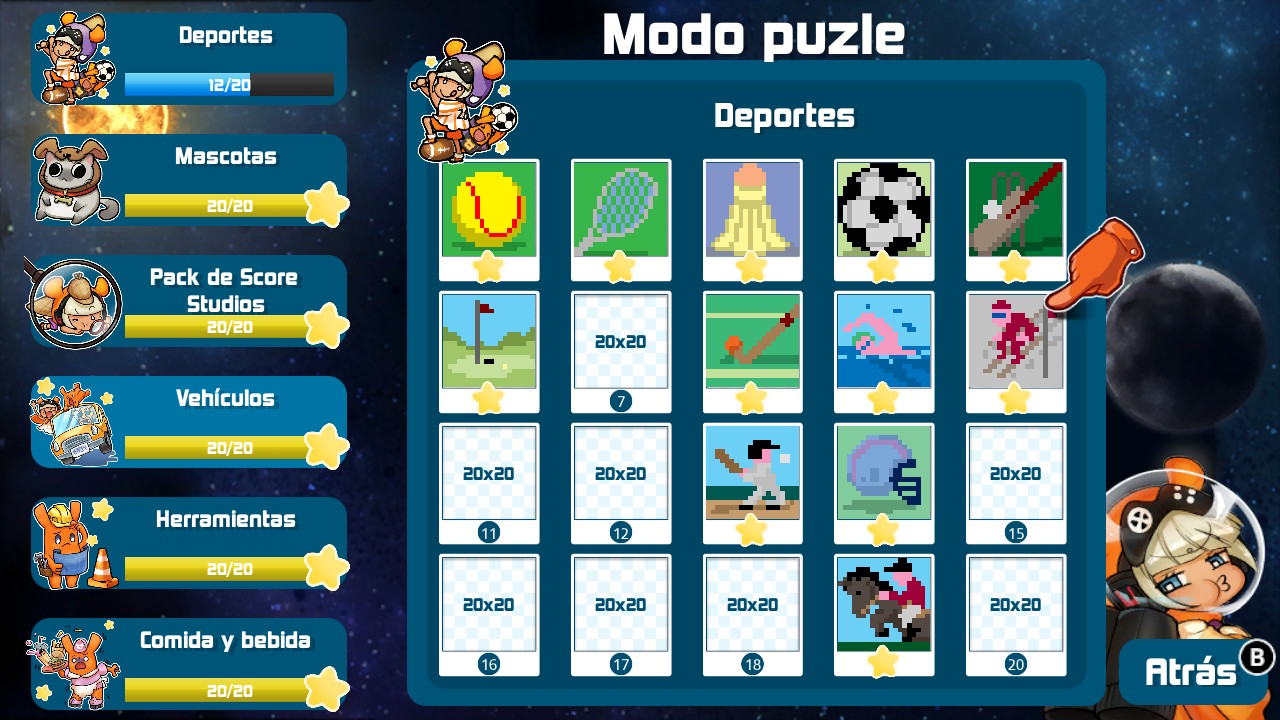 Modo puzle
Deportes
12/20
Mascotas
20/20
Pack de Score
Studios
20/20
Vehículos
20/20
Herramientas
20/20
Comida y bebida
20/20
Deportes
20x20
7
20x20
11
20x20
12
20x20
15
20x20
16
20x20
17
20x20
18
20x20
20
Atrás
B